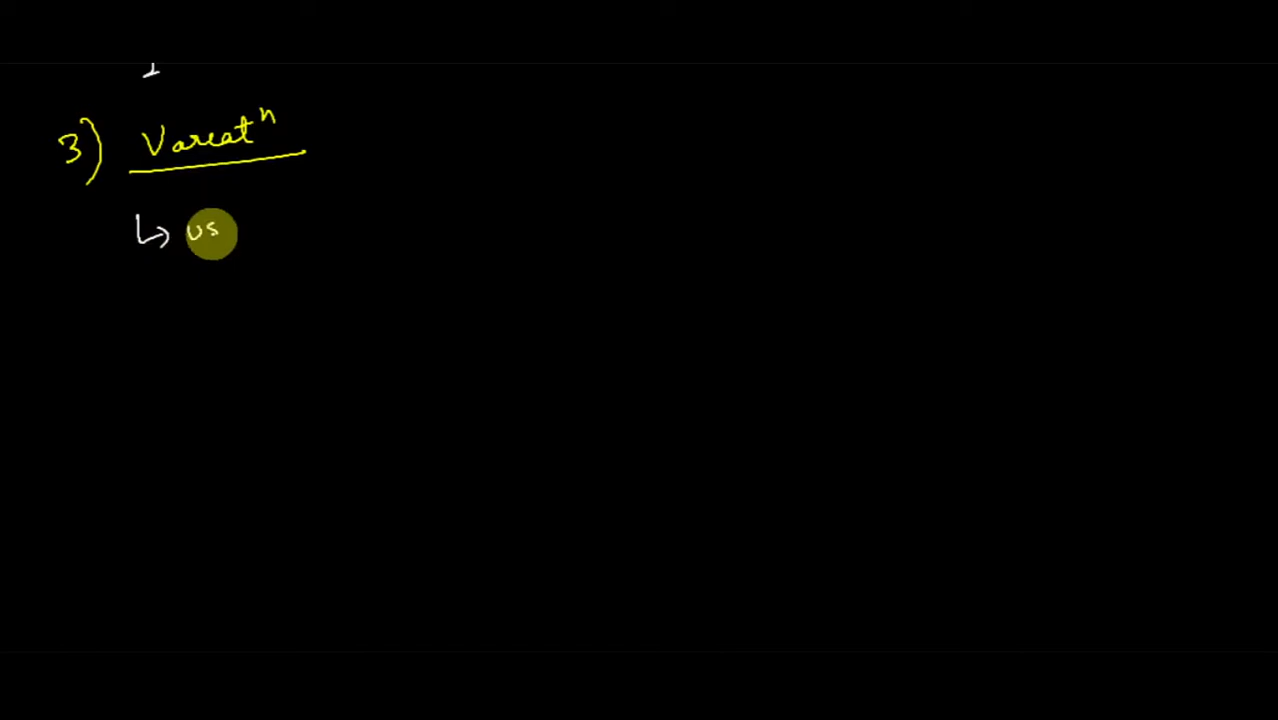 3) Variatⁿ
↳ us